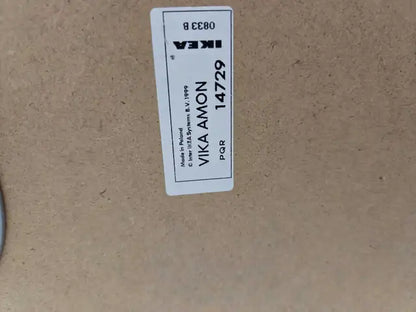 Made in Poland
© Inter IKEA Systems B.V. 1999
VIKA AMON
PQR 14729
IKEA
®
0833 B